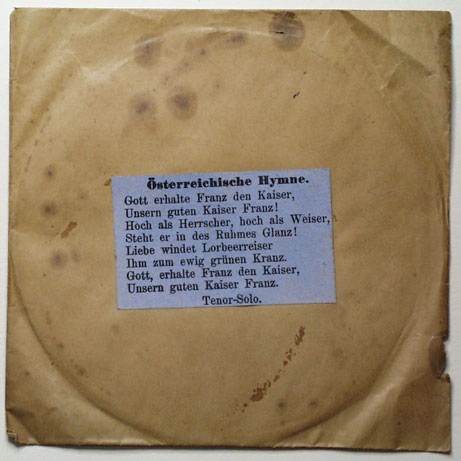 Österreichische Hymne.
Gott erhalte Franz den Kaiser,
Unsern guten Kaiser Franz!
Hoch als Herrscher, hoch als Weiser,
Steht er in des Ruhmes Glanz!
Liebe windet Lorbeerreiser
Ihm zum ewig grünen Kranz.
Gott, erhalte Franz den Kaiser,
Unsern guten Kaiser Franz.
Tenor-Solo.